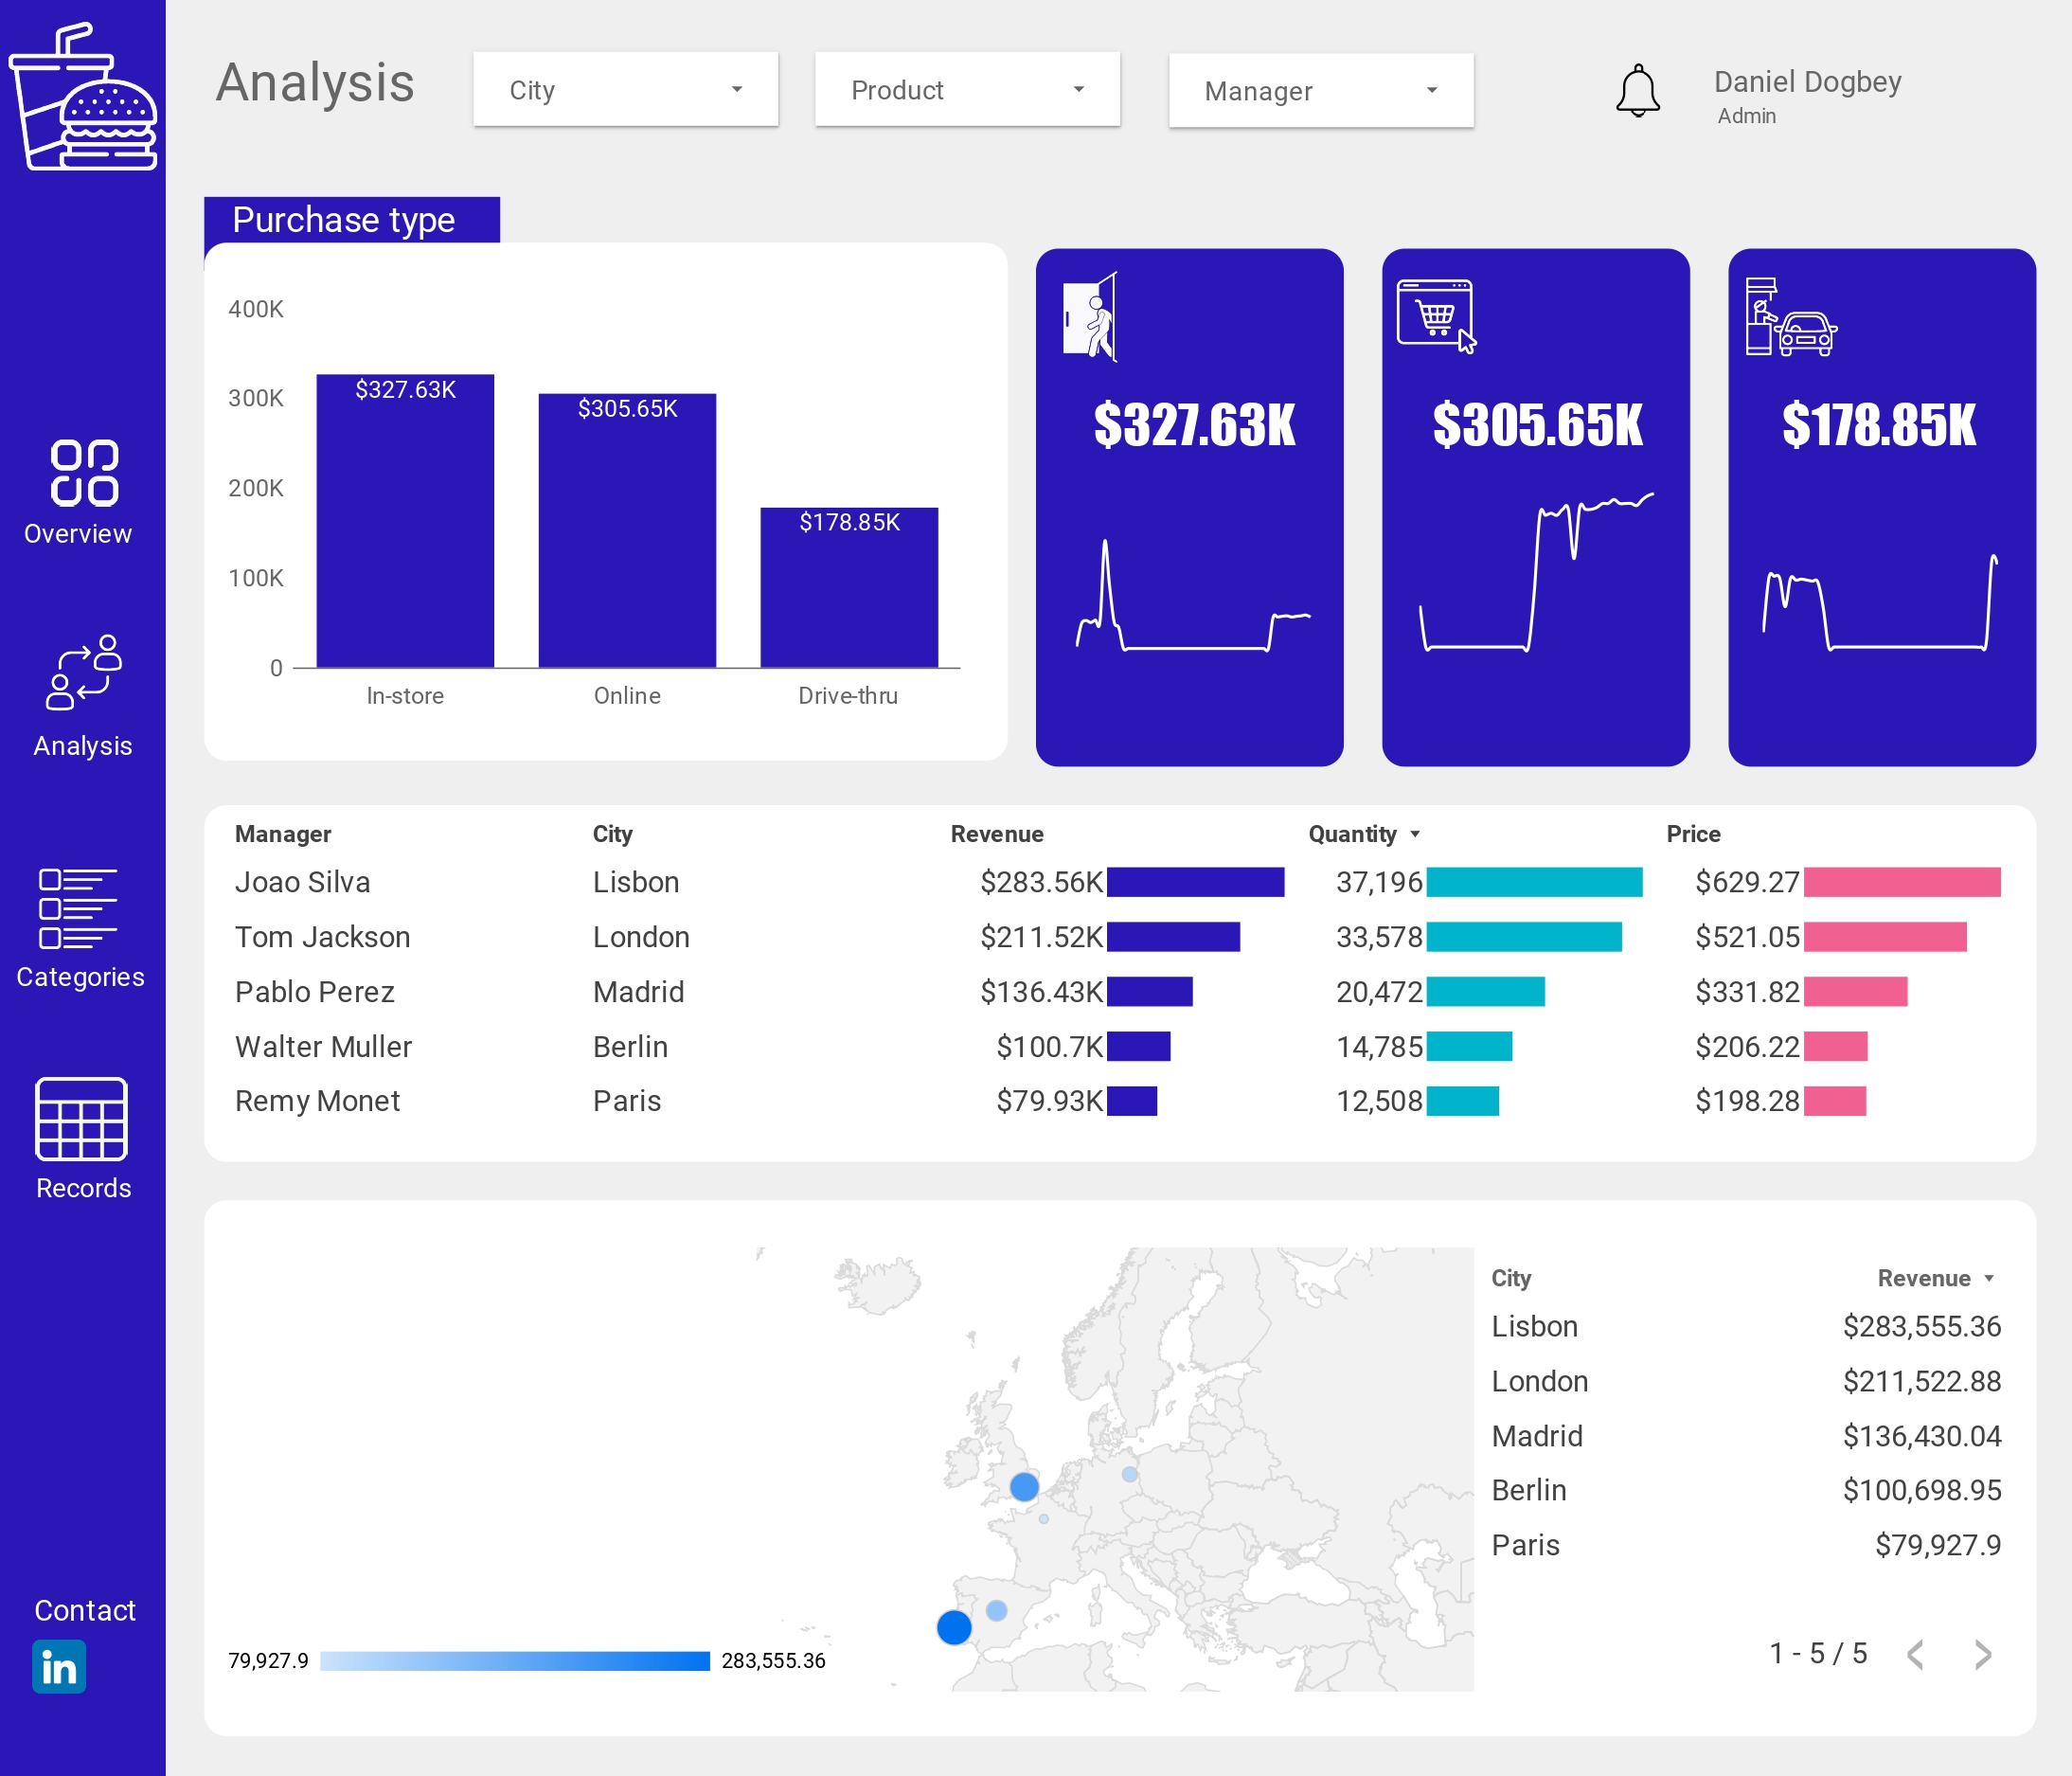 Analysis
City
Product
Manager
Daniel Dogbey
Admin
Purchase type
400K
300K
200K
100K
0
$327.63K
$305.65K
$178.85K
In-store
Online
Drive-thru
$327.63K
$305.65K
$178.85K
Overview
Analysis
Categories
Records
Contact
in
Manager City Revenue Quantity Price
Joao Silva Lisbon $283.56K 37,196 $629.27
Tom Jackson London $211.52K 33,578 $521.05
Pablo Perez Madrid $136.43K 20,472 $331.82
Walter Muller Berlin $100.7K 14,785 $206.22
Remy Monet Paris $79.93K 12,508 $198.28
79,927.9
283,555.36
City Revenue
Lisbon $283,555.36
London $211,522.88
Madrid $136,430.04
Berlin $100,698.95
Paris $79,927.9
1 - 5 / 5